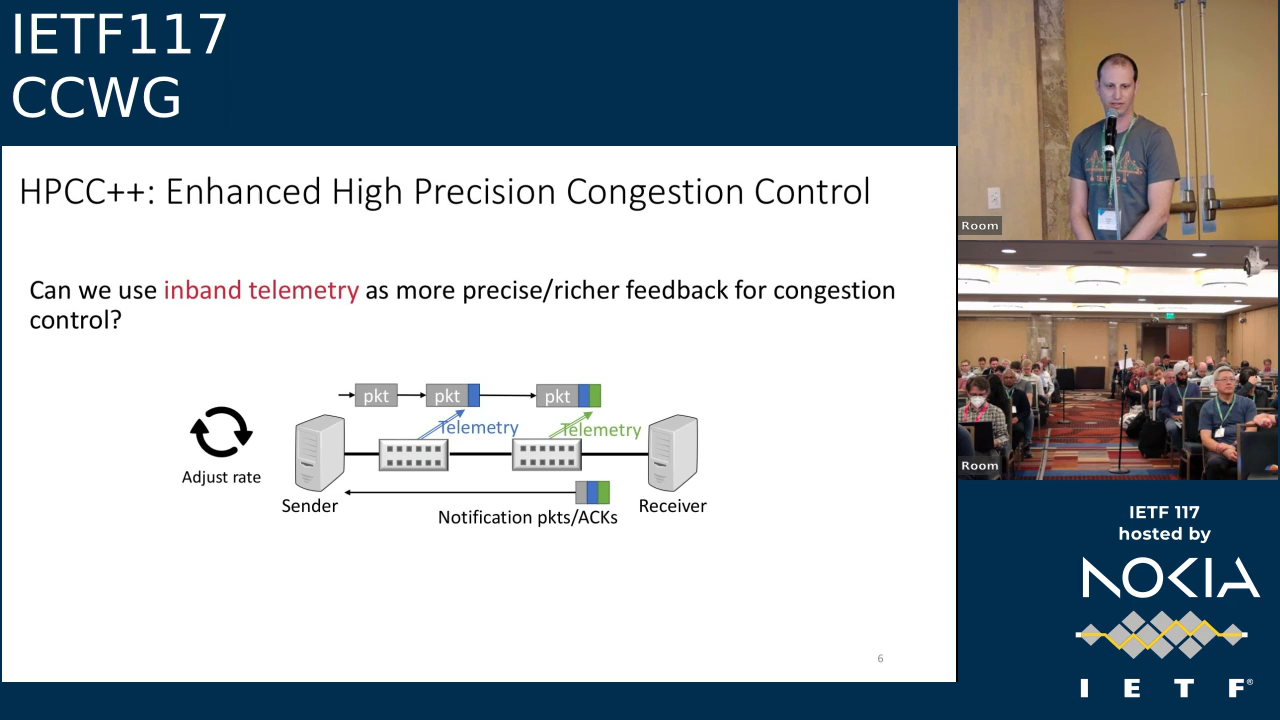 IETF117
CCWG
HPCC++: Enhanced High Precision Congestion Control
Can we use inband telemetry as more precise/richer feedback for congestion
control?
pkt
pkt
pkt
Telemetry
Telemetry
Adjust rate
Sender
Receiver
Notification pkts/ACKs
6
Room
Room
IETF 117
hosted by
NOKIA
I E T F®